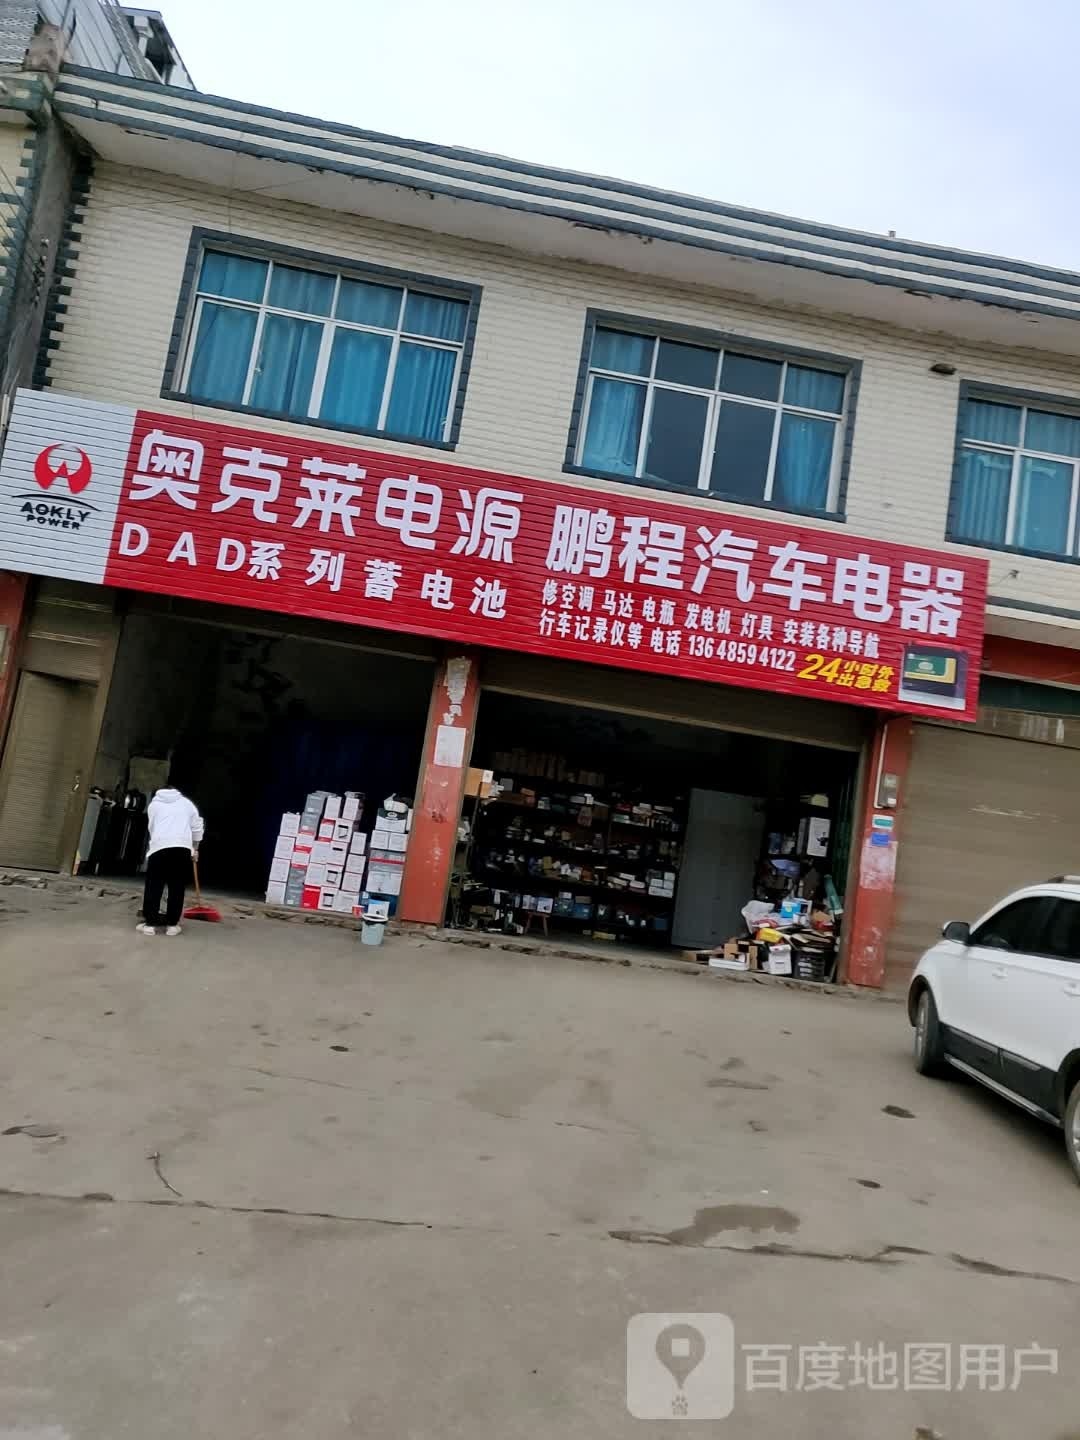 AOKLY
POWER
奥克莱电源 鹏程汽车电器
DAD系列蓄电池
修空调 马达 电瓶 发电机 灯具 安装各种导航
行车记录仪等 电话 13648594122
24小时外出急救
百度地图用户